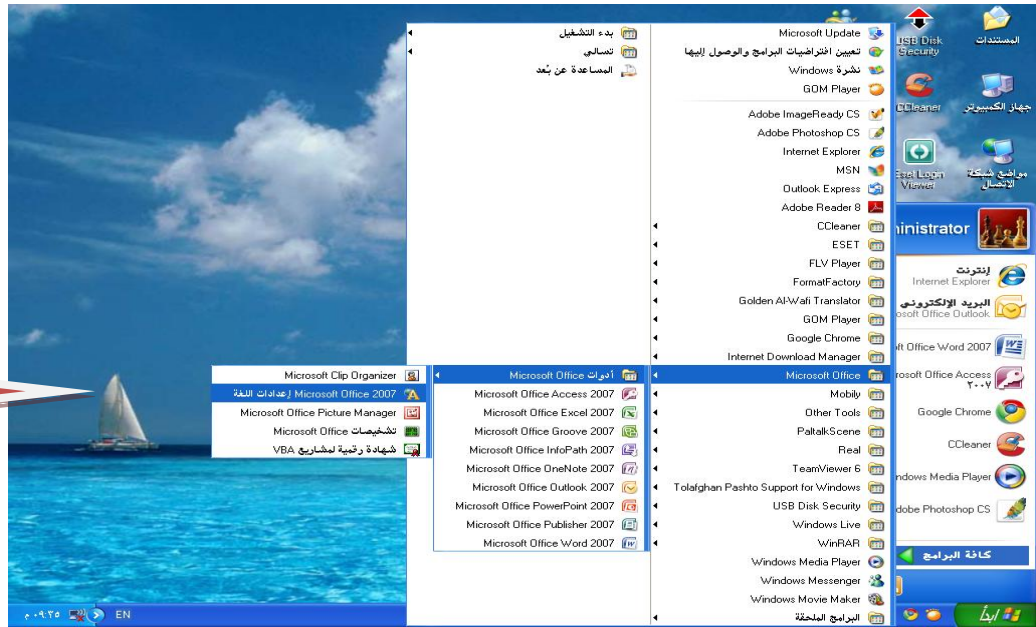 المستندات
USB Disk Security
جهاز الكمبيوتر
CCleaner
مواضع شبكة الاتصال
Eset Login Viewer
ministrator
إنترنت
Internet Explorer
البريد الإلكتروني
osoft Office Outlook
ft Office Word 2007
rosoft Office Access ٢٠٠٧
Google Chrome
CCleaner
ndows Media Player
dobe Photoshop CS
كافة البرامج
ابدأ
Microsoft Update
تعيين افتراضيات البرامج والوصول إليها
نشرة Windows
GOM Player
Adobe ImageReady CS
Adobe Photoshop CS
Internet Explorer
MSN
Outlook Express
Adobe Reader 8
CCleaner
ESET
FLV Player
FormatFactory
Golden Al-Wafi Translator
GOM Player
Google Chrome
Internet Download Manager
Microsoft Office
Mobily
Other Tools
PaltalkScene
Real
TeamViewer 6
Tolafghan Pashto Support for Windows
USB Disk Security
Windows Live
WinRAR
Windows Media Player
Windows Messenger
Windows Movie Maker
البرامج الملحقة
بدء التشغيل
تسالي
المساعدة عن بُعد
أدوات Microsoft Office
Microsoft Office Access 2007
Microsoft Office Excel 2007
Microsoft Office Groove 2007
Microsoft Office InfoPath 2007
Microsoft Office OneNote 2007
Microsoft Office Outlook 2007
Microsoft Office PowerPoint 2007
Microsoft Office Publisher 2007
Microsoft Office Word 2007
Microsoft Clip Organizer
إعدادات اللغة Microsoft Office 2007
Microsoft Office Picture Manager
تشخيصات Microsoft Office
شهادة رقمية لمشاريع VBA
EN
٠٩:٣٥ م